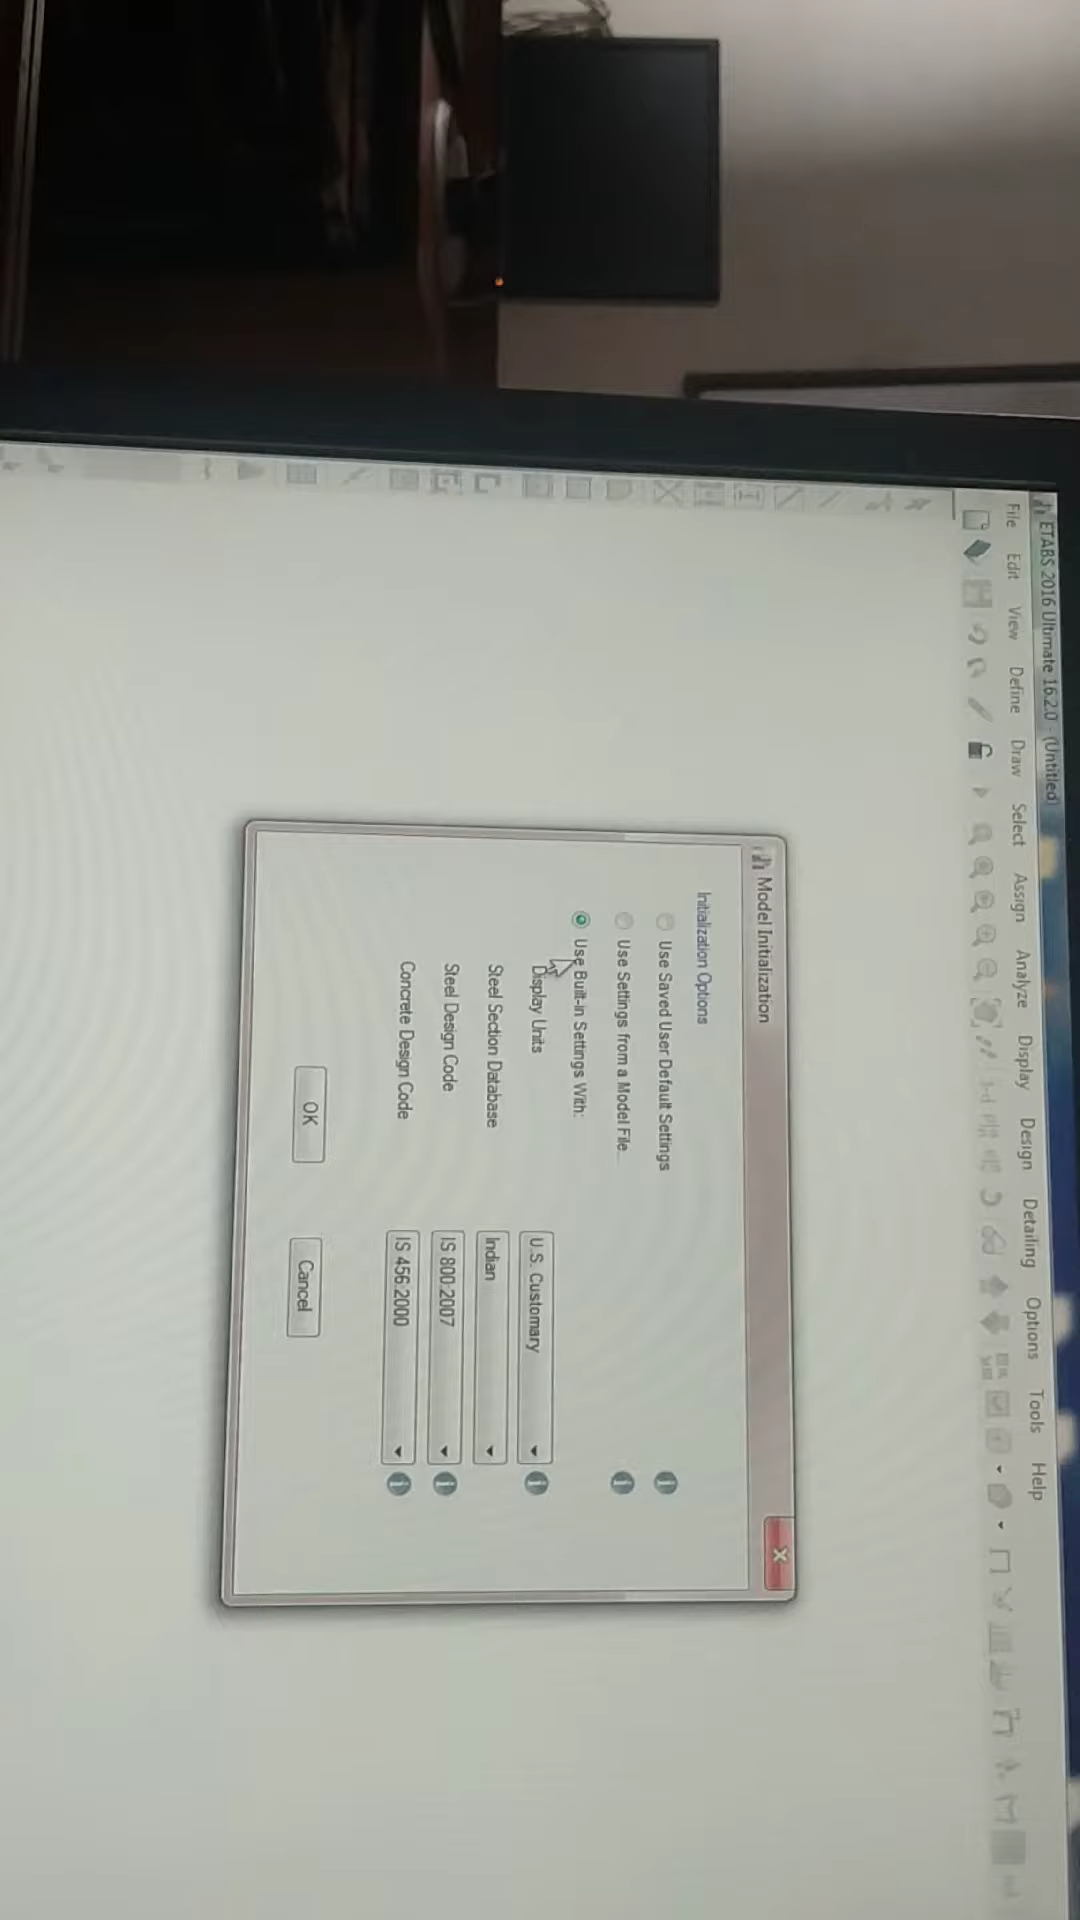 ETABS 2016 Ultimate 16.2.0 - (Untitled)
File Edit View Define Draw Select Assign Analyze Display Design Detailing Options Tools Help
Model Initialization
Initialization Options
Use Saved User Default Settings
Use Settings from a Model File...
Use Built-in Settings With:
Display Units U.S. Customary
Steel Section Database Indian
Steel Design Code IS 800:2007
Concrete Design Code IS 456:2000
OK Cancel